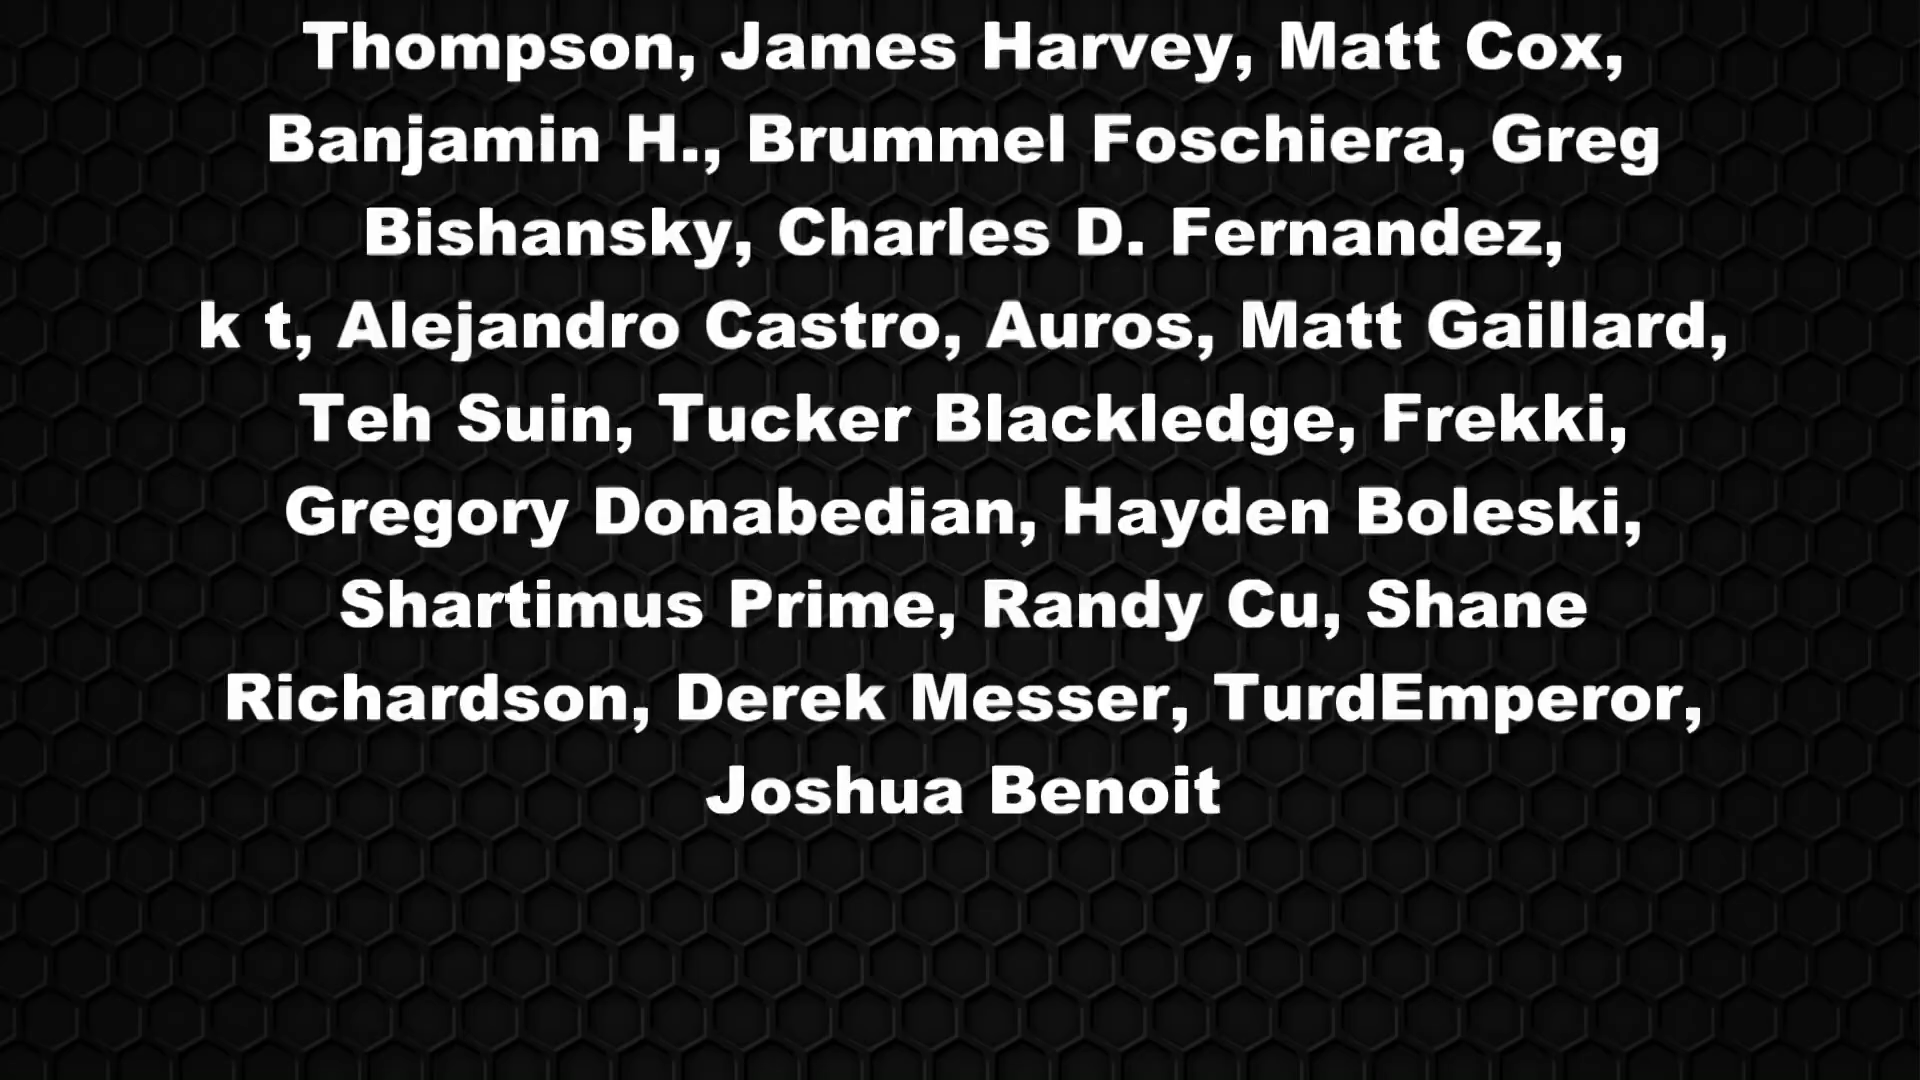 Thompson, James Harvey, Matt Cox,
Banjamin H., Brummel Foschiera, Greg
Bishansky, Charles D. Fernandez,
k t, Alejandro Castro, Auros, Matt Gaillard,
Teh Suin, Tucker Blackledge, Frekki,
Gregory Donabedian, Hayden Boleski,
Shartimus Prime, Randy Cu, Shane
Richardson, Derek Messer, TurdEmperor,
Joshua Benoit